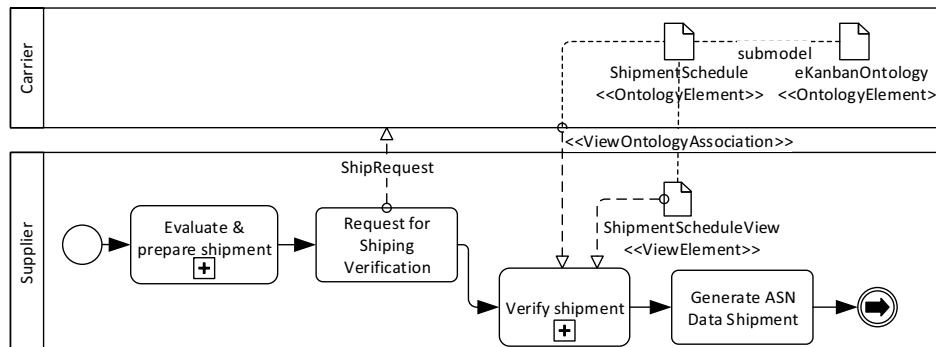 Carrier
submodel
ShipmentSchedule
<<OntologyElement>>
eKanbanOntology
<<OntologyElement>
<<ViewOntologyAssociation>>
Supplier
ShipRequest
Evaluate &
prepare shipment
Request for
Shiping
Verification
ShipmentScheduleView
<<ViewElement>>
Verify shipment
Generate ASN
Data Shipment